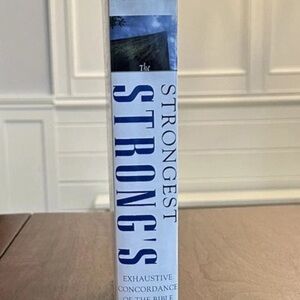 The
STRONGEST
STRONG'S
EXHAUSTIVE
CONCORDANCE
OF THE BIBLE